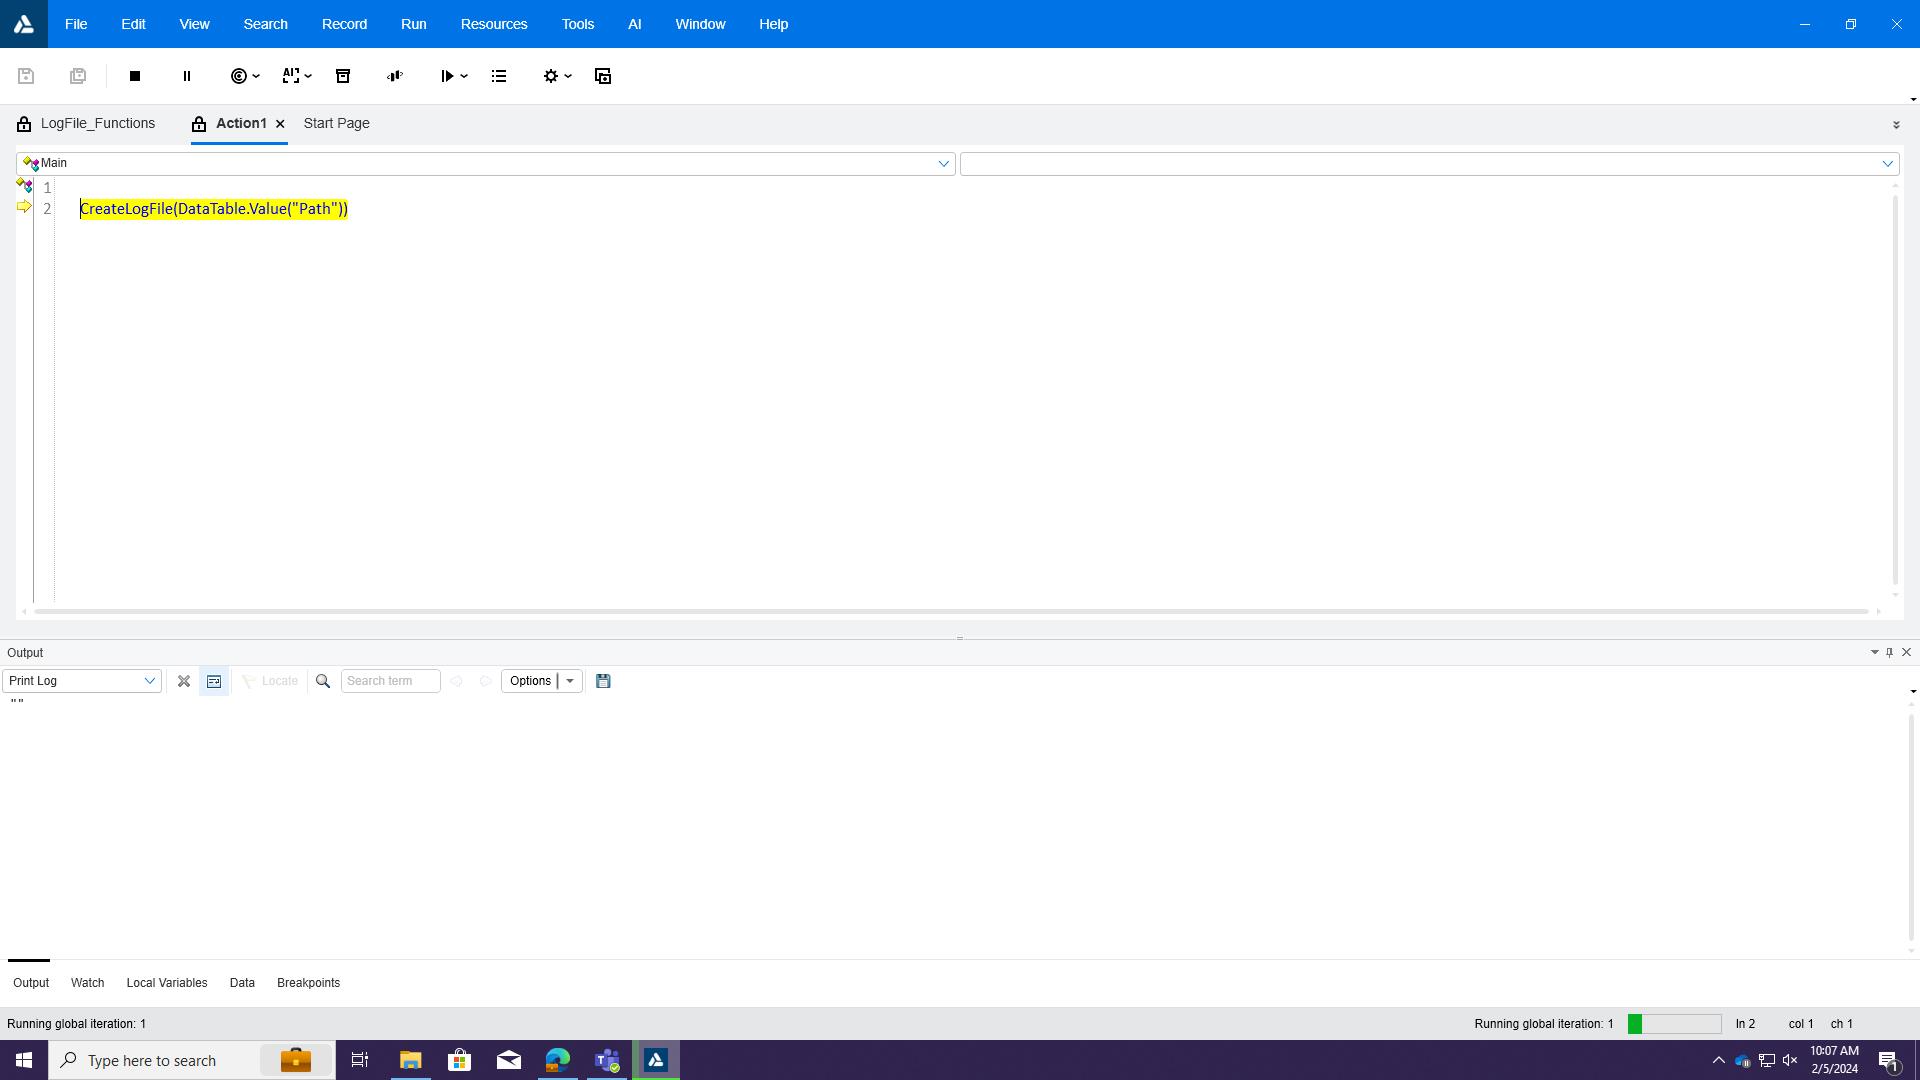 File Edit View Search Record Run Resources Tools AI Window Help
LogFile_Functions Action1 Start Page
Main
1
2 CreateLogFile(DataTable.Value("Path"))
Output
Print Log Locate Search term Options
""
Output Watch Local Variables Data Breakpoints
Running global iteration: 1 Running global iteration: 1 ln 2 col 1 ch 1
Type here to search
10:07 AM
2/5/2024
1